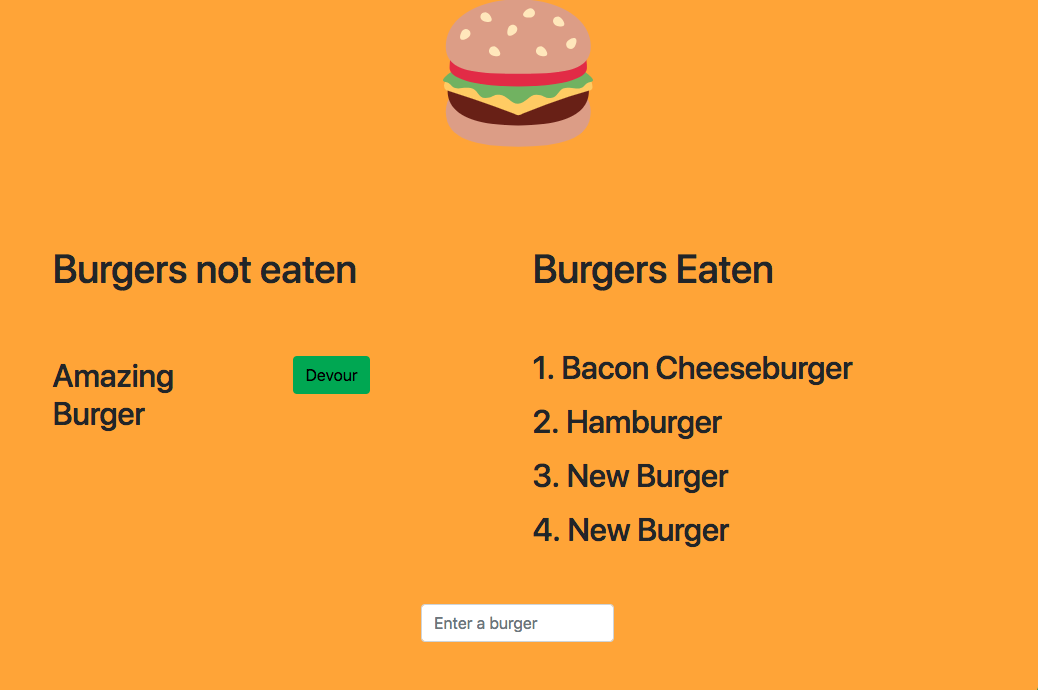 Burgers not eaten
Burgers Eaten
Amazing
Burger
Devour
1. Bacon Cheeseburger
2. Hamburger
3. New Burger
4. New Burger
Enter a burger